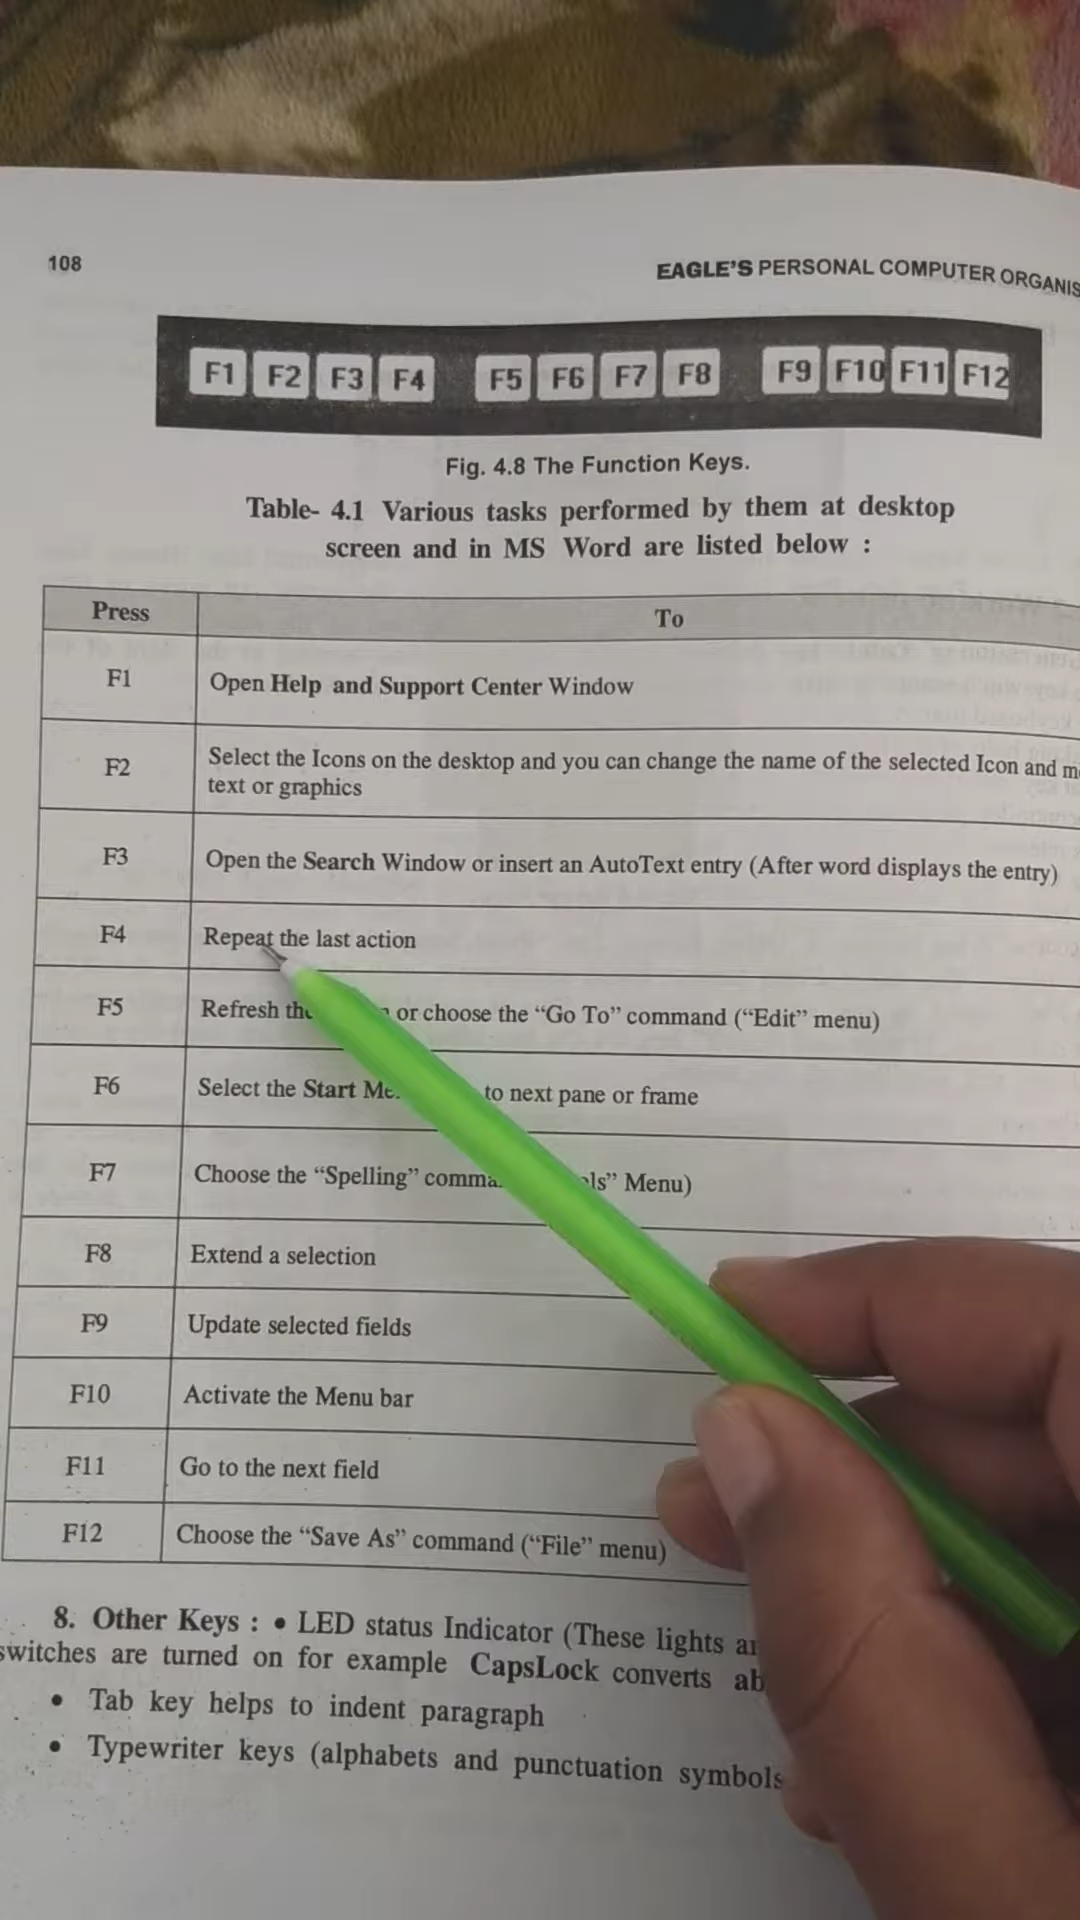 108
EAGLE'S PERSONAL COMPUTER
F1 F2 F3 F4 F5 F6 F7 F8 F9 F10 F11 F12
Fig. 4.8 The Function Keys.
Table- 4.1 Various tasks performed by them at desktop
screen and in MS Word are listed below :
Press To
F1 Open Help and Support Center Window
F2 Select the Icons on the desktop and you can change the name of the selected Icon and
text or graphics
F3 Open the Search Window or insert an AutoText entry (After word displays the entry)
F4 Repeat the last action
F5 Refresh or choose the “Go To” command (“Edit” menu)
F6 Select the Start to next pane or frame
F7 Choose the “Spelling” Menu)
F8 Extend a selection
F9 Update selected fields
F10 Activate the Menu bar
F11 Go to the next field
F12 Choose the “Save As” command (“File” menu)
8. Other Keys : • LED status Indicator (These lights
switches are turned on for example CapsLock converts
• Tab key helps to indent paragraph
• Typewriter keys (alphabets and punctuation symbols